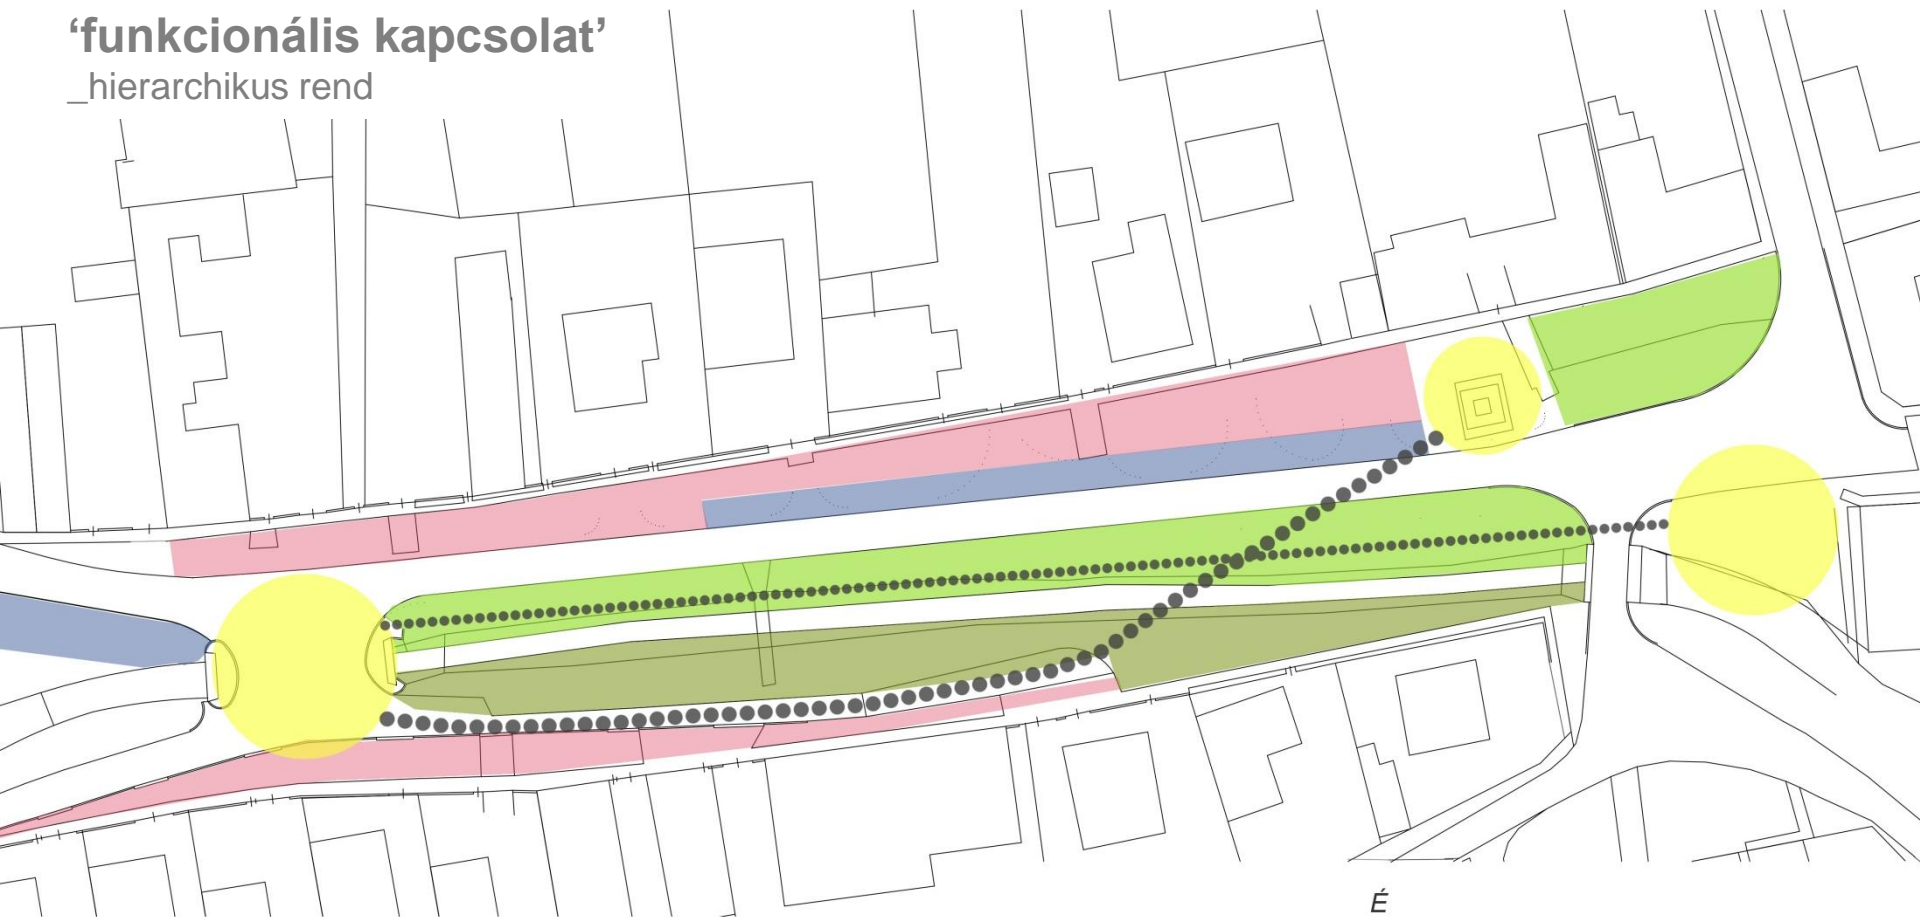 ‘funkcionális kapcsolat’
_hierarchikus rend
É